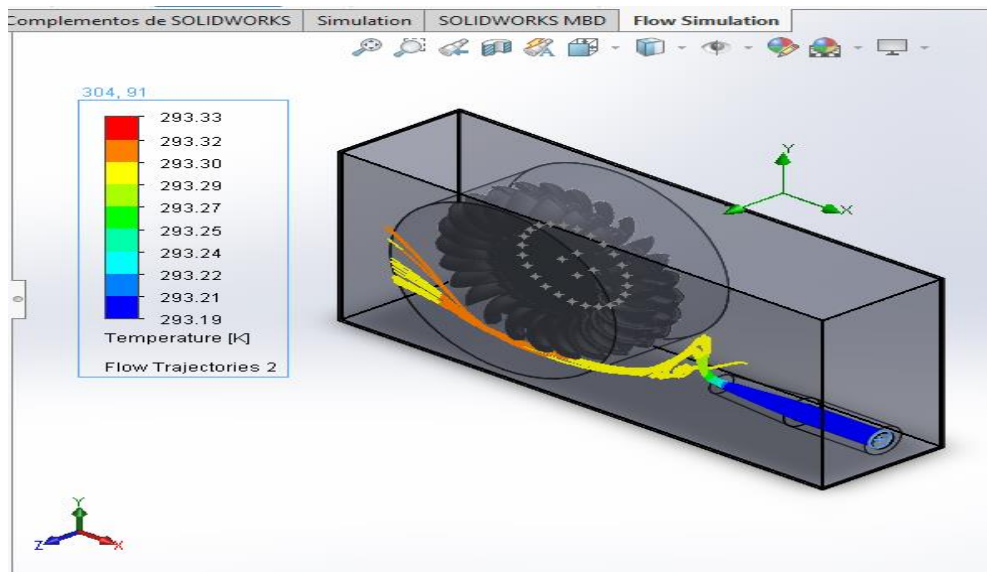 Complementos de SOLIDWORKS Simulation SOLIDWORKS MBD Flow Simulation
304, 91
293.33
293.32
293.30
293.29
293.27
293.25
293.24
293.22
293.21
293.19
Temperature [K]
Flow Trajectories 2
Y
X
Y
Z X